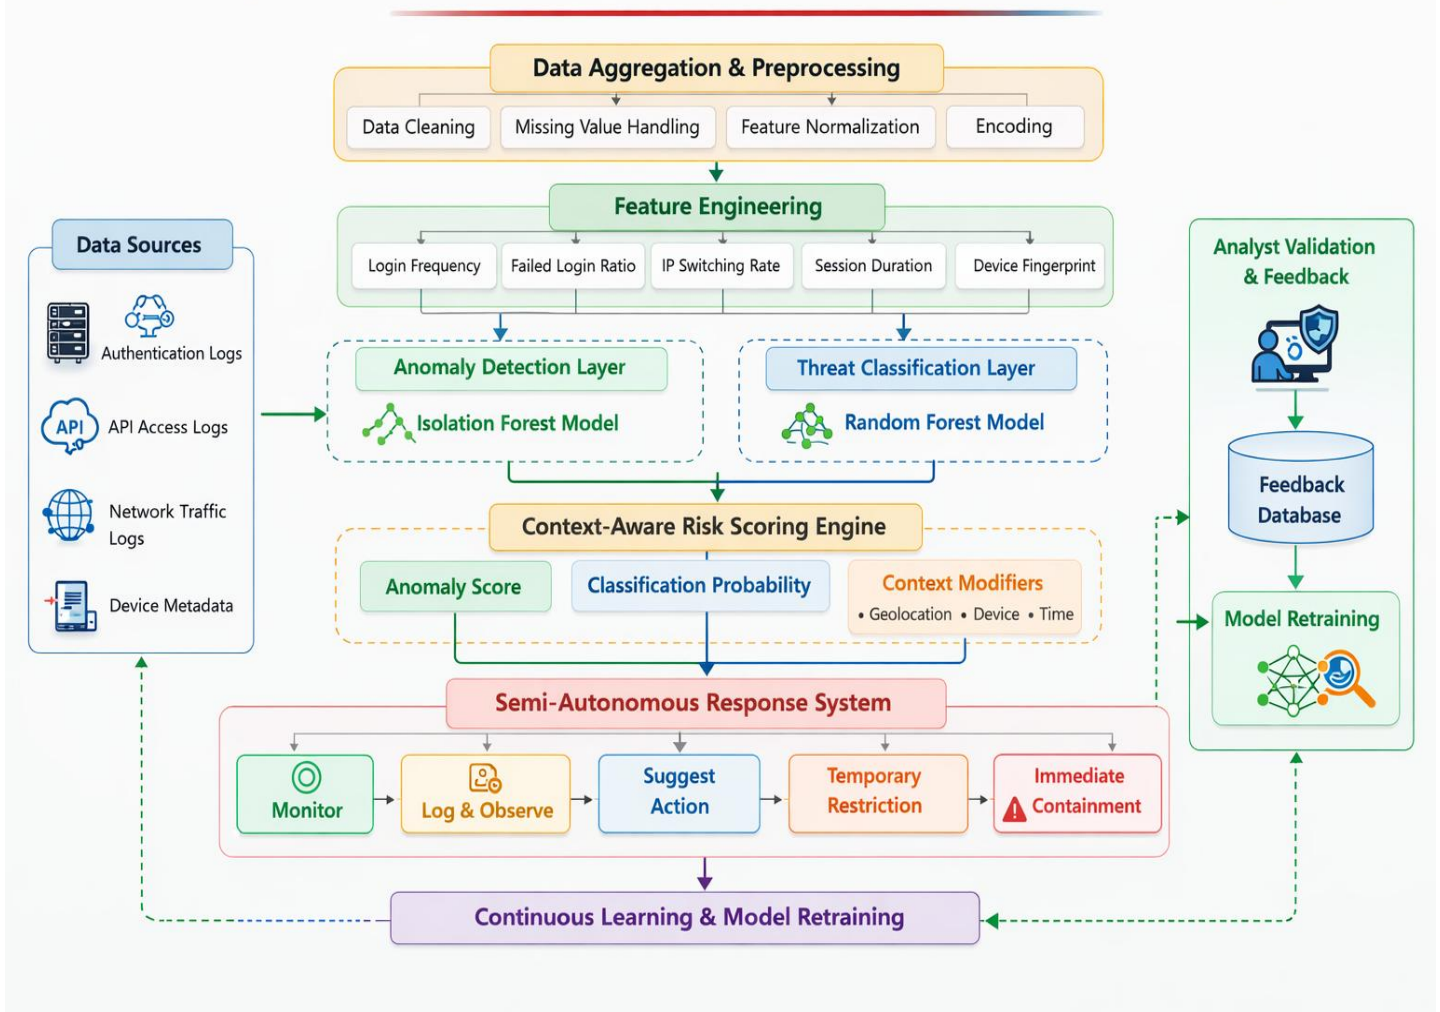 Data Aggregation & Preprocessing
Data Cleaning
Missing Value Handling
Feature Normalization
Encoding
Feature Engineering
Login Frequency
Failed Login Ratio
IP Switching Rate
Session Duration
Device Fingerprint
Data Sources
Authentication Logs
API
API Access Logs
Network Traffic
Logs
Device Metadata
Anomaly Detection Layer
Isolation Forest Model
Threat Classification Layer
Random Forest Model
Context-Aware Risk Scoring Engine
Anomaly Score
Classification Probability
Context Modifiers
• Geolocation • Device • Time
Semi-Autonomous Response System
Monitor
Log & Observe
Suggest
Action
Temporary
Restriction
Immediate
Containment
Continuous Learning & Model Retraining
Analyst Validation
& Feedback
Feedback
Database
Model Retraining